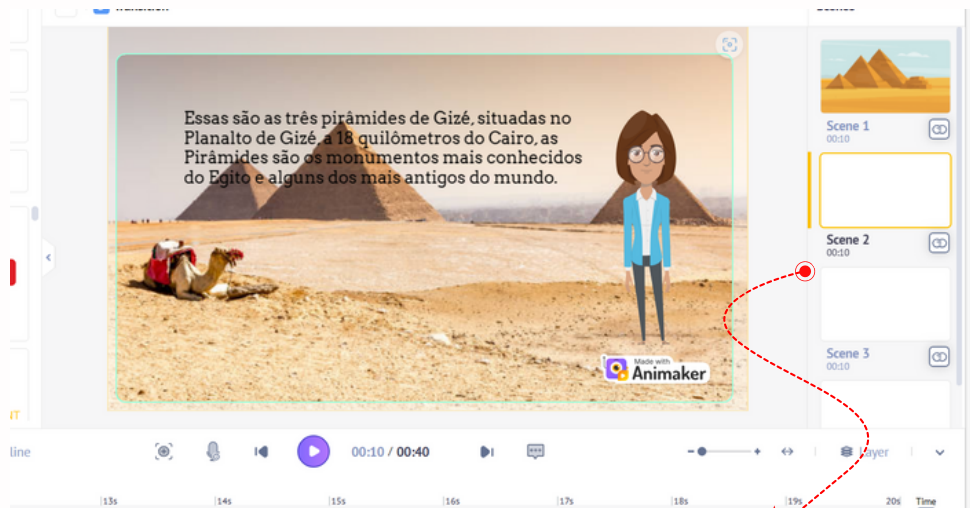 Essas são as três pirâmides de Gizé, situadas no
Planalto de Gizé, a 18 quilômetros do Cairo, as
Pirâmides são os monumentos mais conhecidos
do Egito e alguns dos mais antigos do mundo.
Made with
Animaker
Scene 1
00:10
Scene 2
00:10
Scene 3
00:10
line
00:10 / 00:40
Layer
13s
14s
15s
16s
17s
18s
19s
20s
Time